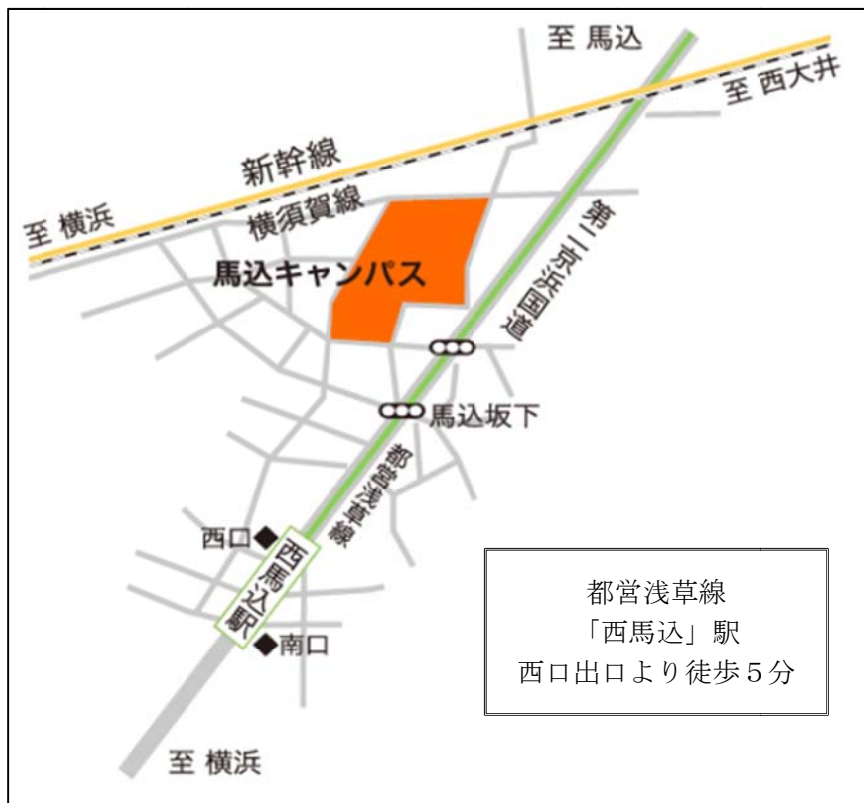 至 馬込
至 西大井
新幹線
横須賀線
至 横浜
馬込キャンパス
第二京浜国道
馬込坂下
都営浅草線
西口
西馬込駅
南口
至 横浜
都営浅草線
「西馬込」駅
西口出口より徒歩５分